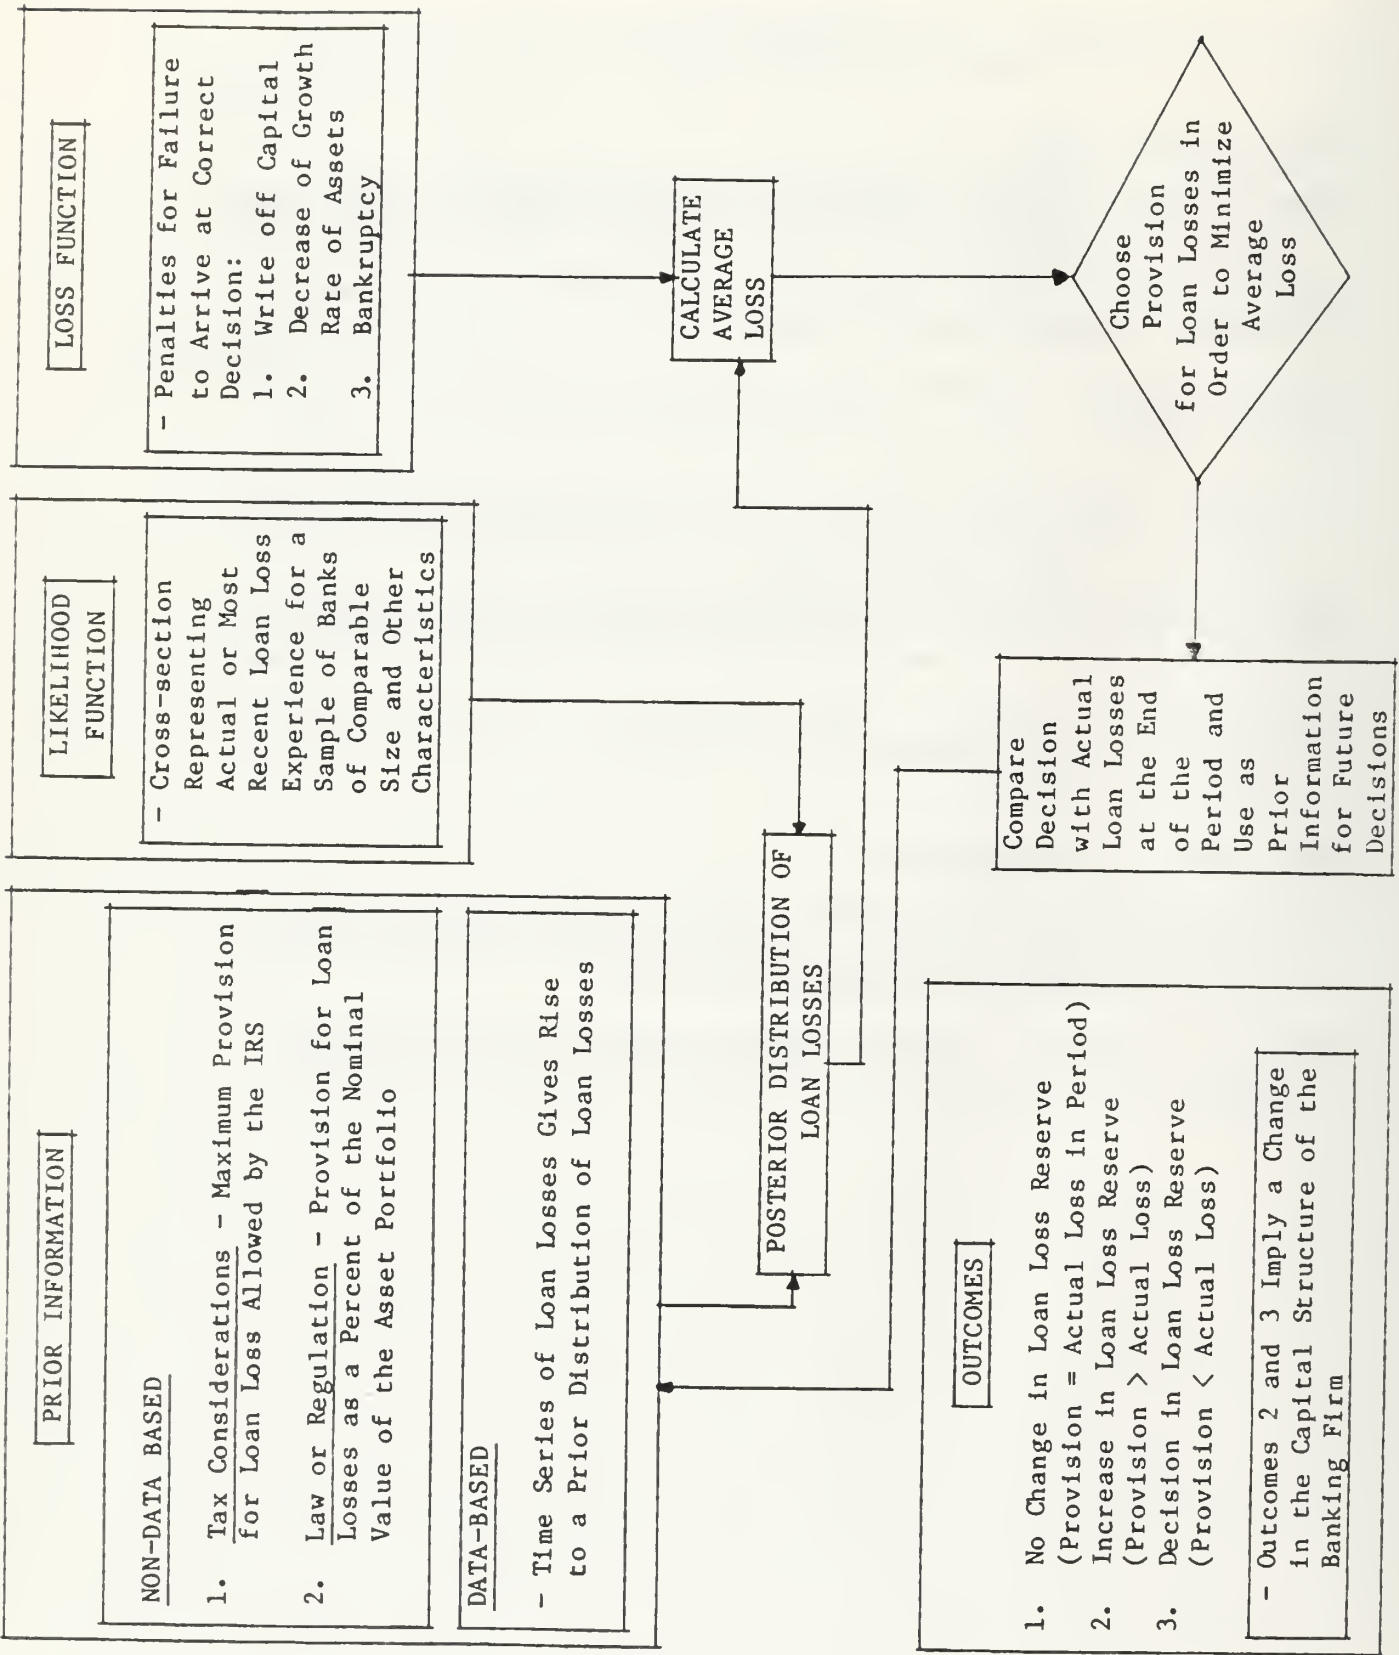 PRIOR INFORMATION
NON-DATA BASED
1. Tax Considerations - Maximum Provision
for Loan Loss Allowed by the IRS
2. Law or Regulation - Provision for Loan
Losses as a Percent of the Nominal
Value of the Asset Portfolio
DATA-BASED
- Time Series of Loan Losses Gives Rise
to a Prior Distribution of Loan Losses
LIKELIHOOD
FUNCTION
- Cross-section
Representing
Actual or Most
Recent Loan Loss
Experience for a
Sample of Banks
of Comparable
Size and Other
Characteristics
LOSS FUNCTION
- Penalties for Failure
to Arrive at Correct
Decision:
1. Write off Capital
2. Decrease of Growth
Rate of Assets
3. Bankruptcy
POSTERIOR DISTRIBUTION OF
LOAN LOSSES
CALCULATE
AVERAGE
LOSS
OUTCOMES
1. No Change in Loan Loss Reserve
(Provision = Actual Loss in Period)
2. Increase in Loan Loss Reserve
(Provision > Actual Loss)
3. Decision in Loan Loss Reserve
(Provision < Actual Loss)
- Outcomes 2 and 3 Imply a Change
in the Capital Structure of the
Banking Firm
Compare
Decision
with Actual
Loan Losses
at the End
of the
Period and
Use as
Prior
Information
for Future
Decisions
Choose
Provision
for Loan Losses in
Order to Minimize
Average
Loss